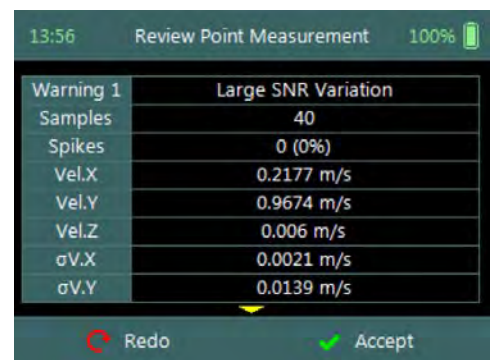 13:56 Review Point Measurement 100%
Warning 1 Large SNR Variation
Samples 40
Spikes 0 (0%)
Vel.X 0.2177 m/s
Vel.Y 0.9674 m/s
Vel.Z 0.006 m/s
σV.X 0.0021 m/s
σV.Y 0.0139 m/s
Redo Accept